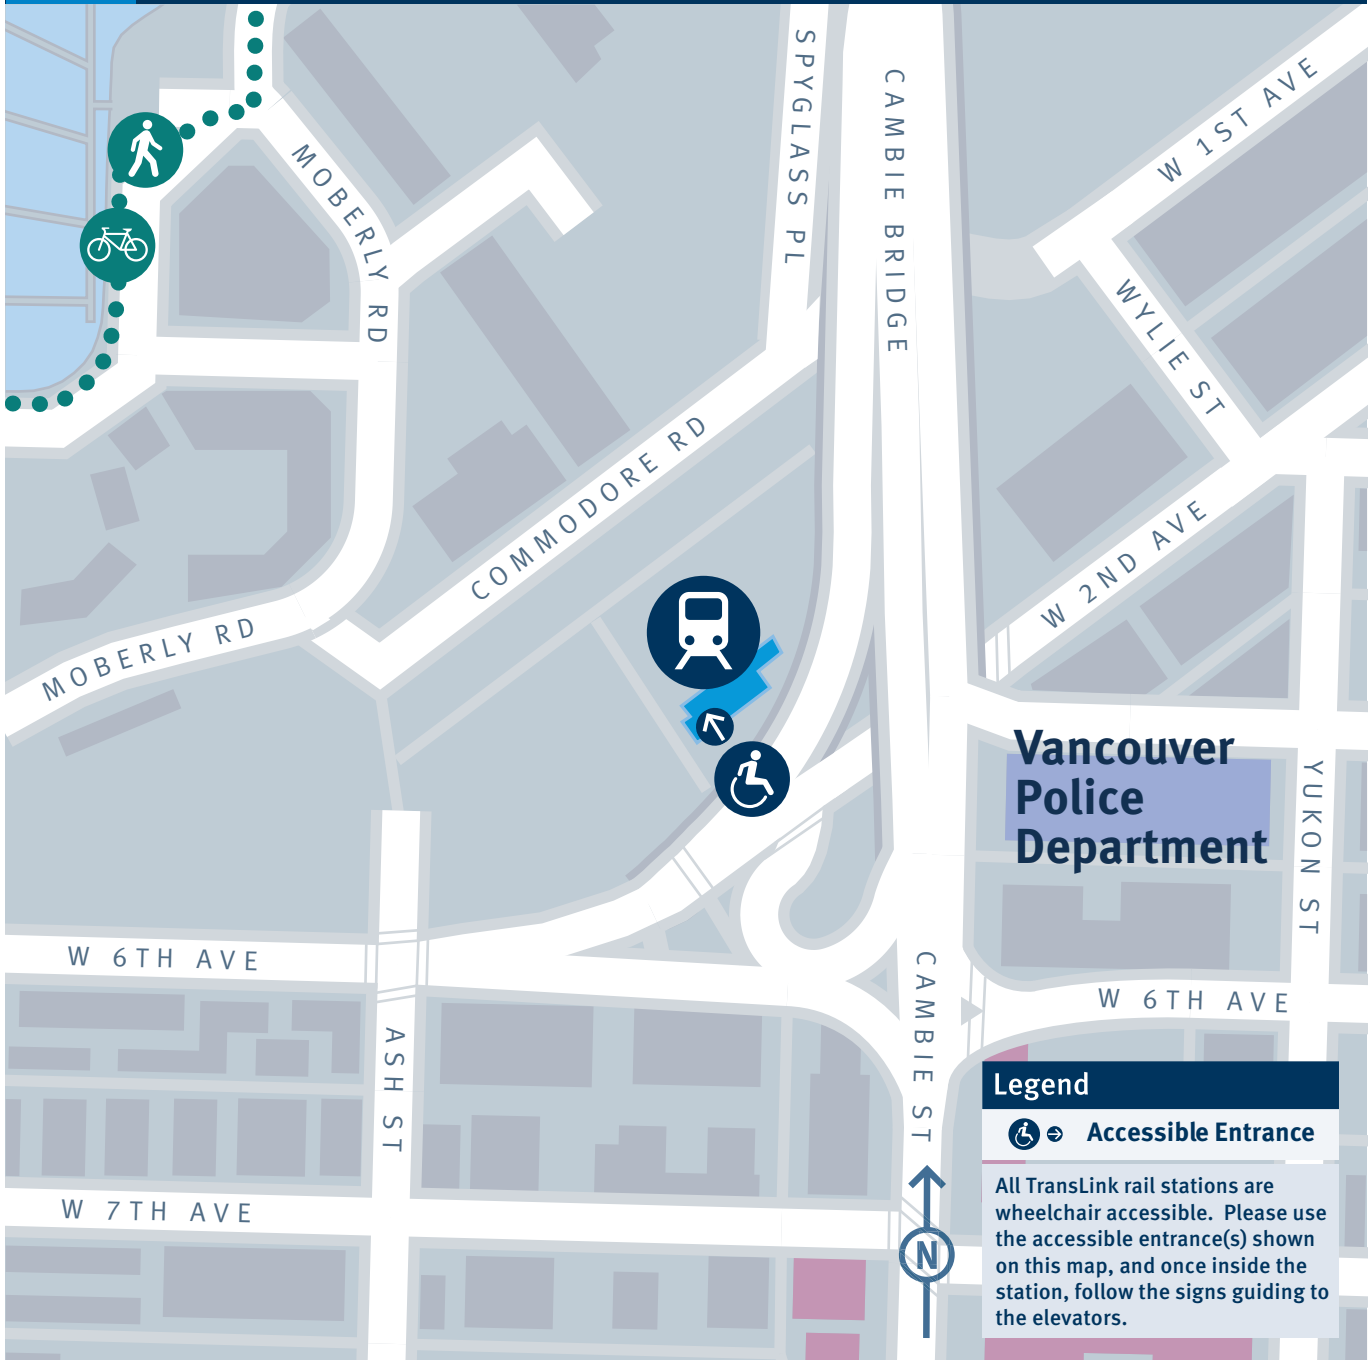 SPYGLASS PL
CAMBIE BRIDGE
W 1ST AVE
MOBERLY RD
WYLIE ST
COMMODORE RD
W 2ND AVE
MOBERLY RD
Vancouver
Police
Department
YUKON ST
W 6TH AVE
CAMBIE ST
W 6TH AVE
ASH ST
W 7TH AVE
N
Legend
Accessible Entrance
All TransLink rail stations are
wheelchair accessible. Please use
the accessible entrance(s) shown
on this map, and once inside the
station, follow the signs guiding to
the elevators.